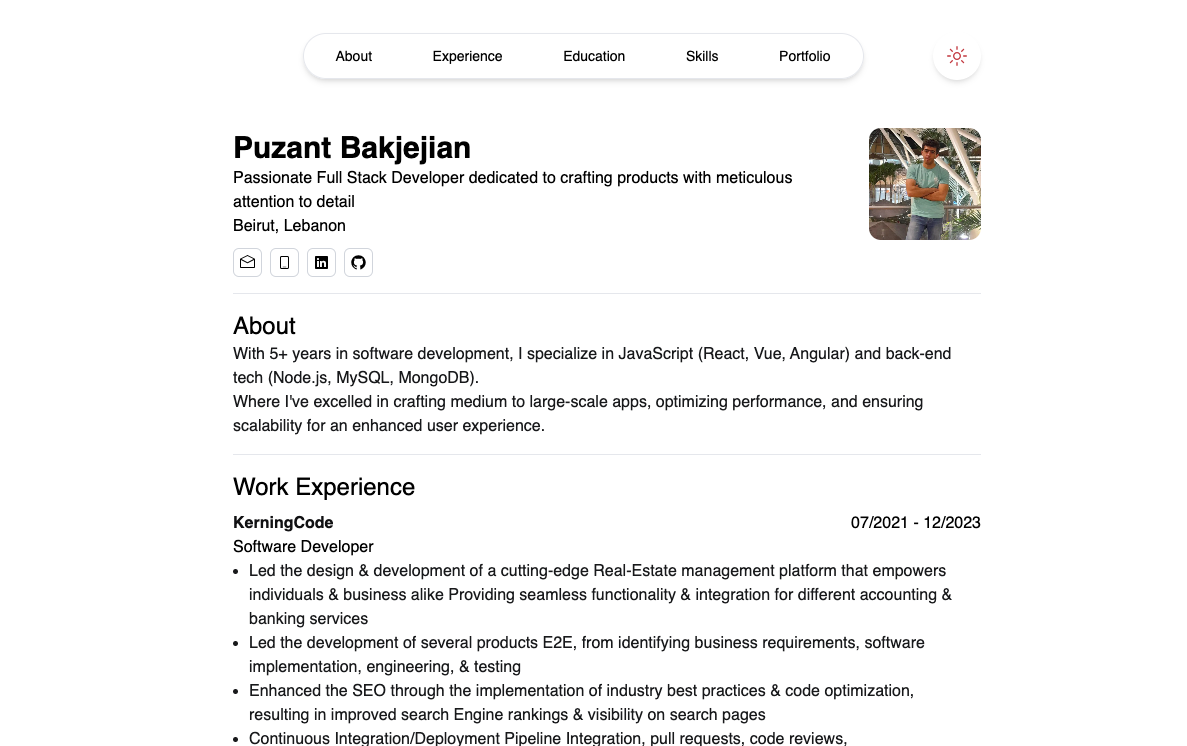 About
Experience
Education
Skills
Portfolio
Puzant Bakjejian
Passionate Full Stack Developer dedicated to crafting products with meticulous
attention to detail
Beirut, Lebanon
About
With 5+ years in software development, I specialize in JavaScript (React, Vue, Angular) and back-end
tech (Node.js, MySQL, MongoDB).
Where I've excelled in crafting medium to large-scale apps, optimizing performance, and ensuring
scalability for an enhanced user experience.
Work Experience
KerningCode
07/2021 - 12/2023
Software Developer
Led the design & development of a cutting-edge Real-Estate management platform that empowers
individuals & business alike Providing seamless functionality & integration for different accounting &
banking services
Led the development of several products E2E, from identifying business requirements, software
implementation, engineering, & testing
Enhanced the SEO through the implementation of industry best practices & code optimization,
resulting in improved search Engine rankings & visibility on search pages
Continuous Integration/Deployment Pipeline Integration, pull requests, code reviews,